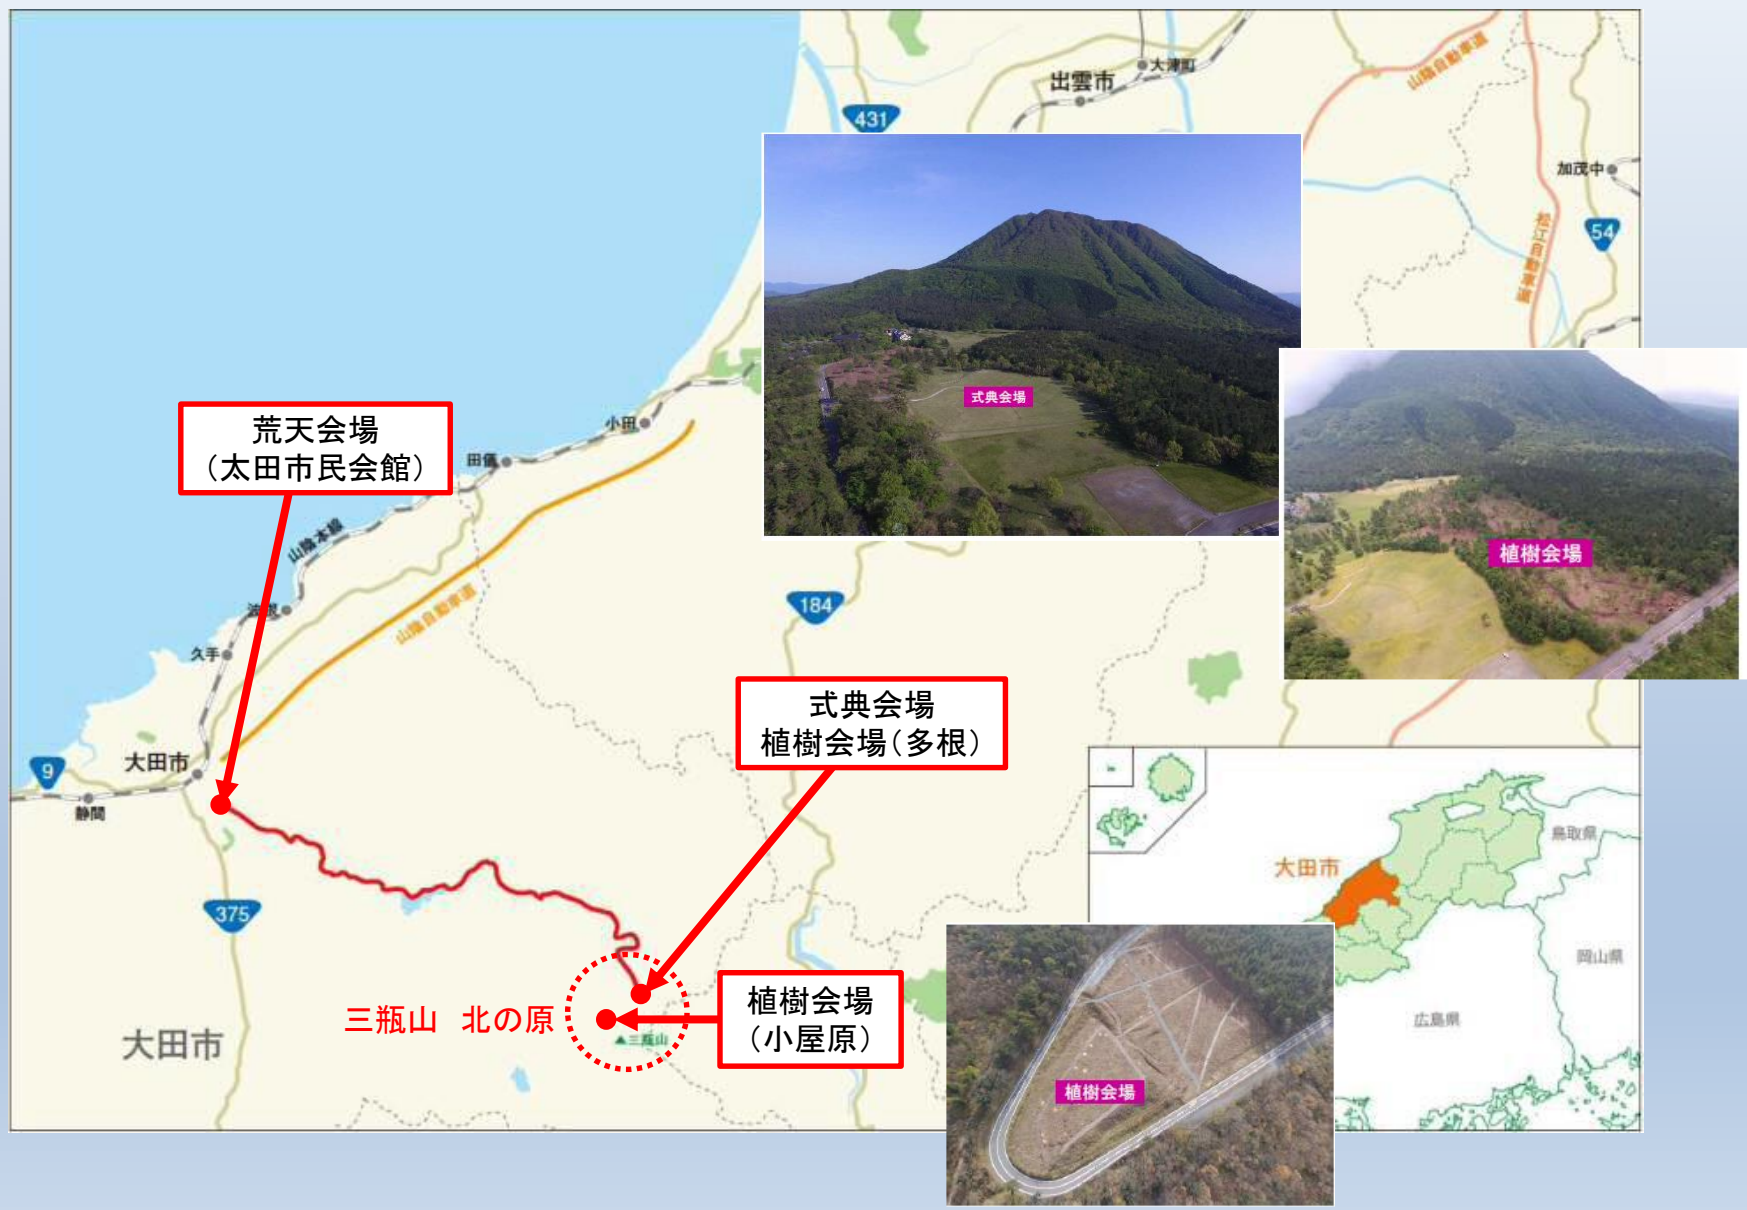 出雲市
大津町
山陰自動車道
431
加茂中
54
松江自動車道
式典会場
荒天会場
（太田市民会館）
小田
田儀
山陰本線
植樹会場
184
波根
山陰自動車道
久手
式典会場
植樹会場（多根）
大田市
9
静間
鳥取県
大田市
375
岡山県
植樹会場
（小屋原）
三瓶山　北の原
▲三瓶山
大田市
広島県
植樹会場